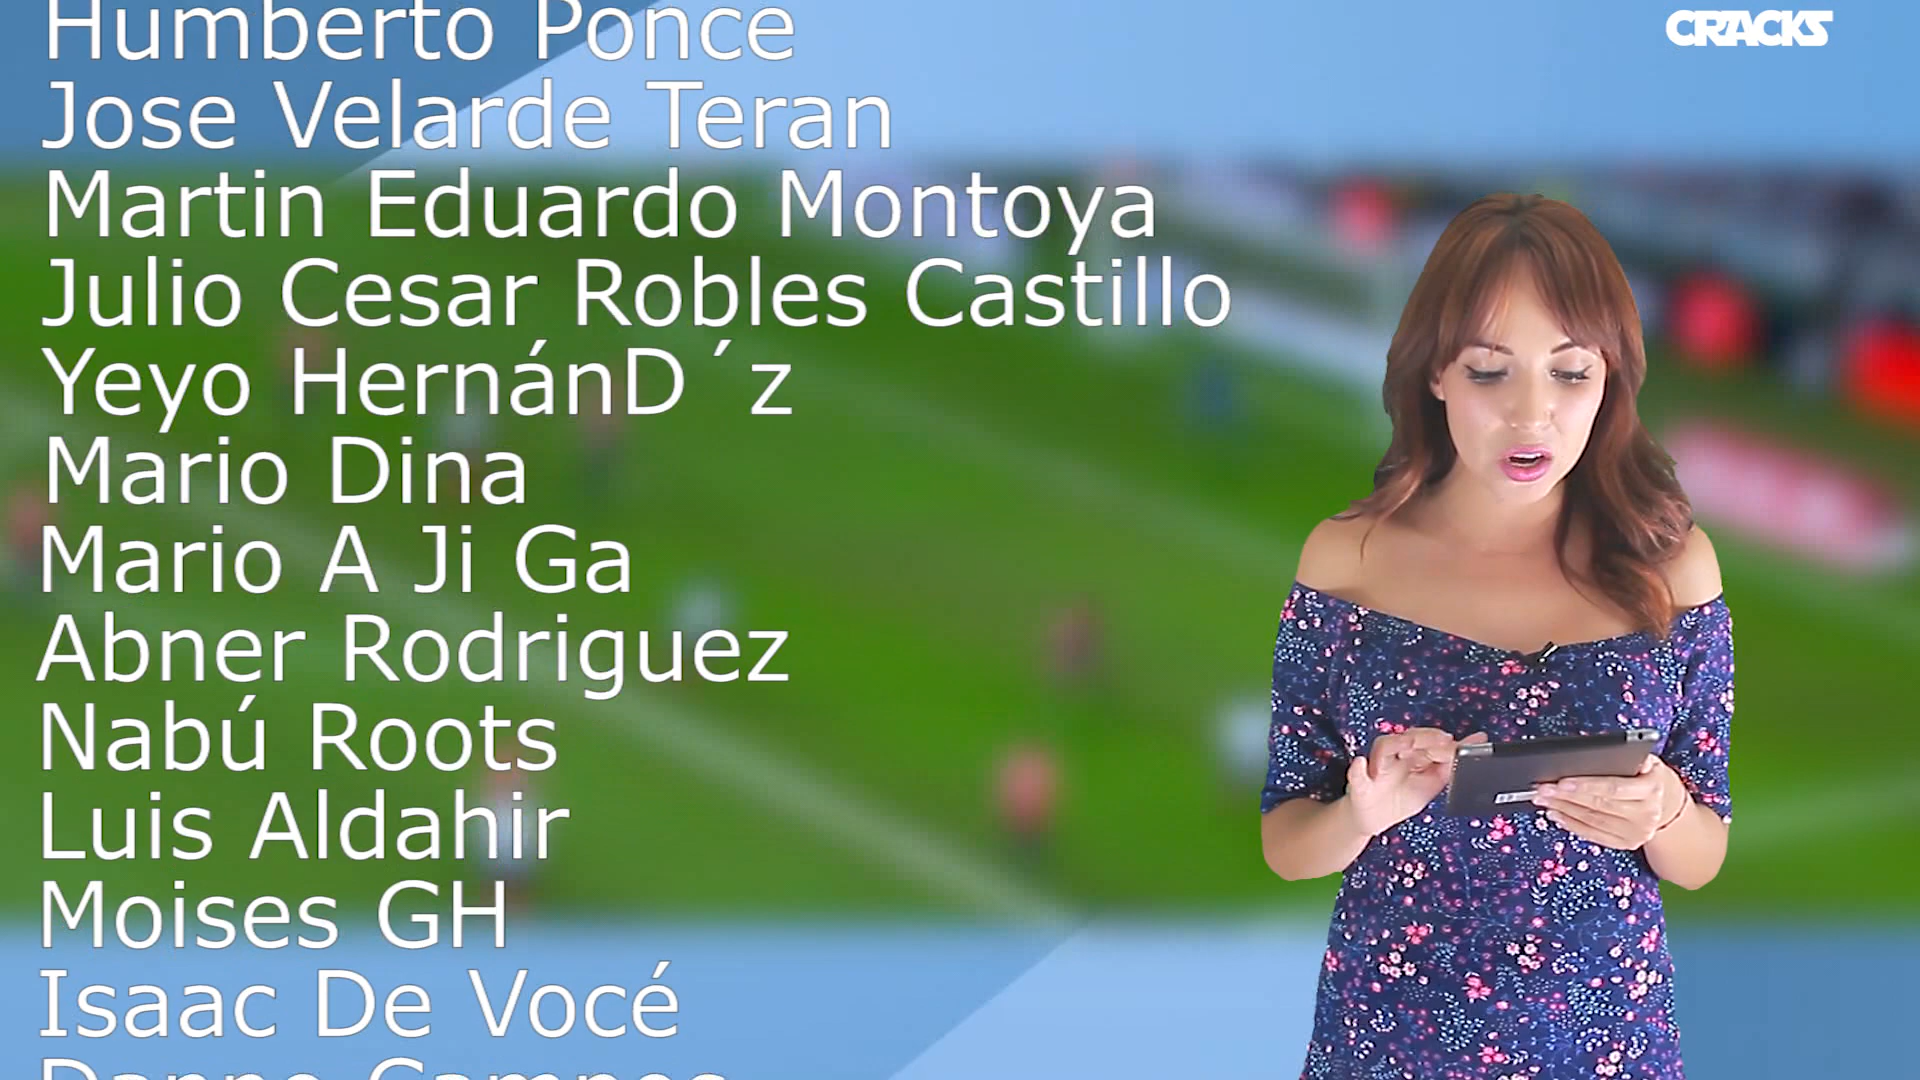 CRACKS
Humberto Ponce
Jose Velarde Teran
Martin Eduardo Montoya
Julio Cesar Robles Castillo
Yeyo HernánD´z
Mario Dina
Mario A Ji Ga
Abner Rodriguez
Nabú Roots
Luis Aldahir
Moises GH
Isaac De Você